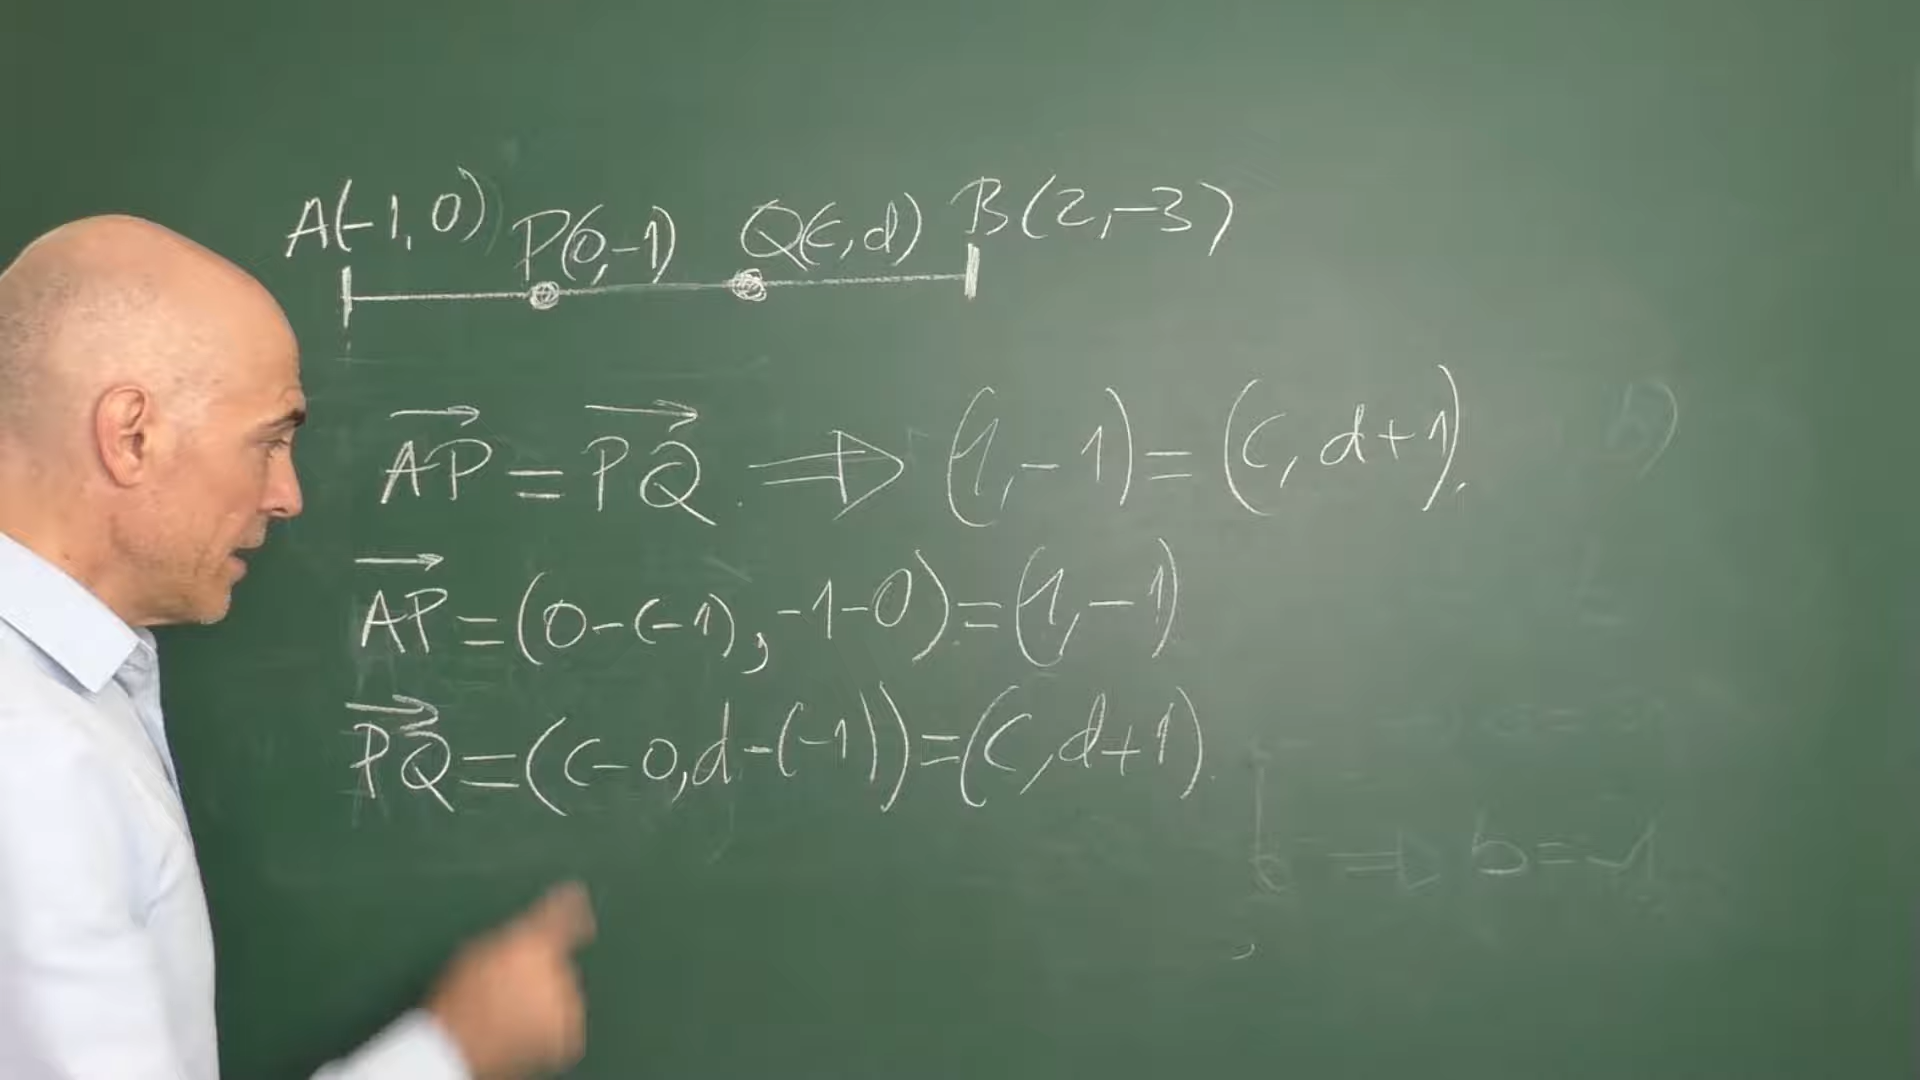 A(-1,0) P(0,-1) Q(c,d) B(2,-3)
AP = PQ. ⟹ (1,-1) = (c, d+1).
AP = (0-(-1), -1-0) = (1,-1)
PQ = (c-0, d-(-1)) = (c, d+1).
b ⟹ b=-1